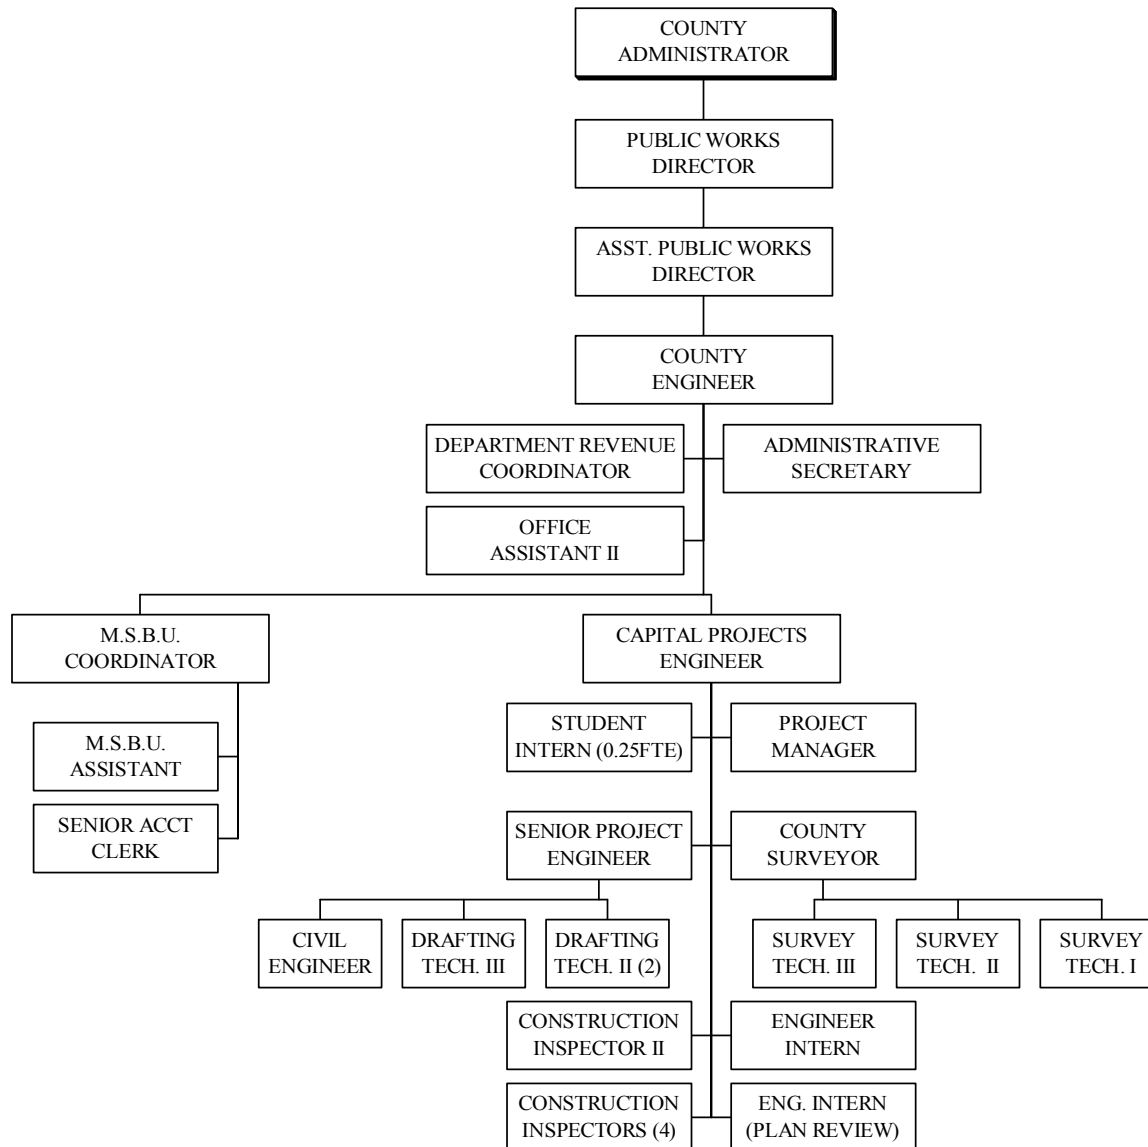 COUNTY
ADMINISTRATOR
PUBLIC WORKS
DIRECTOR
ASST. PUBLIC WORKS
DIRECTOR
COUNTY
ENGINEER
DEPARTMENT REVENUE
COORDINATOR
ADMINISTRATIVE
SECRETARY
OFFICE
ASSISTANT II
M.S.B.U.
COORDINATOR
CAPITAL PROJECTS
ENGINEER
M.S.B.U.
ASSISTANT
SENIOR ACCT
CLERK
STUDENT
INTERN (0.25FTE)
PROJECT
MANAGER
SENIOR PROJECT
ENGINEER
COUNTY
SURVEYOR
CIVIL
ENGINEER
DRAFTING
TECH. III
DRAFTING
TECH. II (2)
SURVEY
TECH. III
SURVEY
TECH. II
SURVEY
TECH. I
CONSTRUCTION
INSPECTOR II
ENGINEER
INTERN
CONSTRUCTION
INSPECTORS (4)
ENG. INTERN
(PLAN REVIEW)